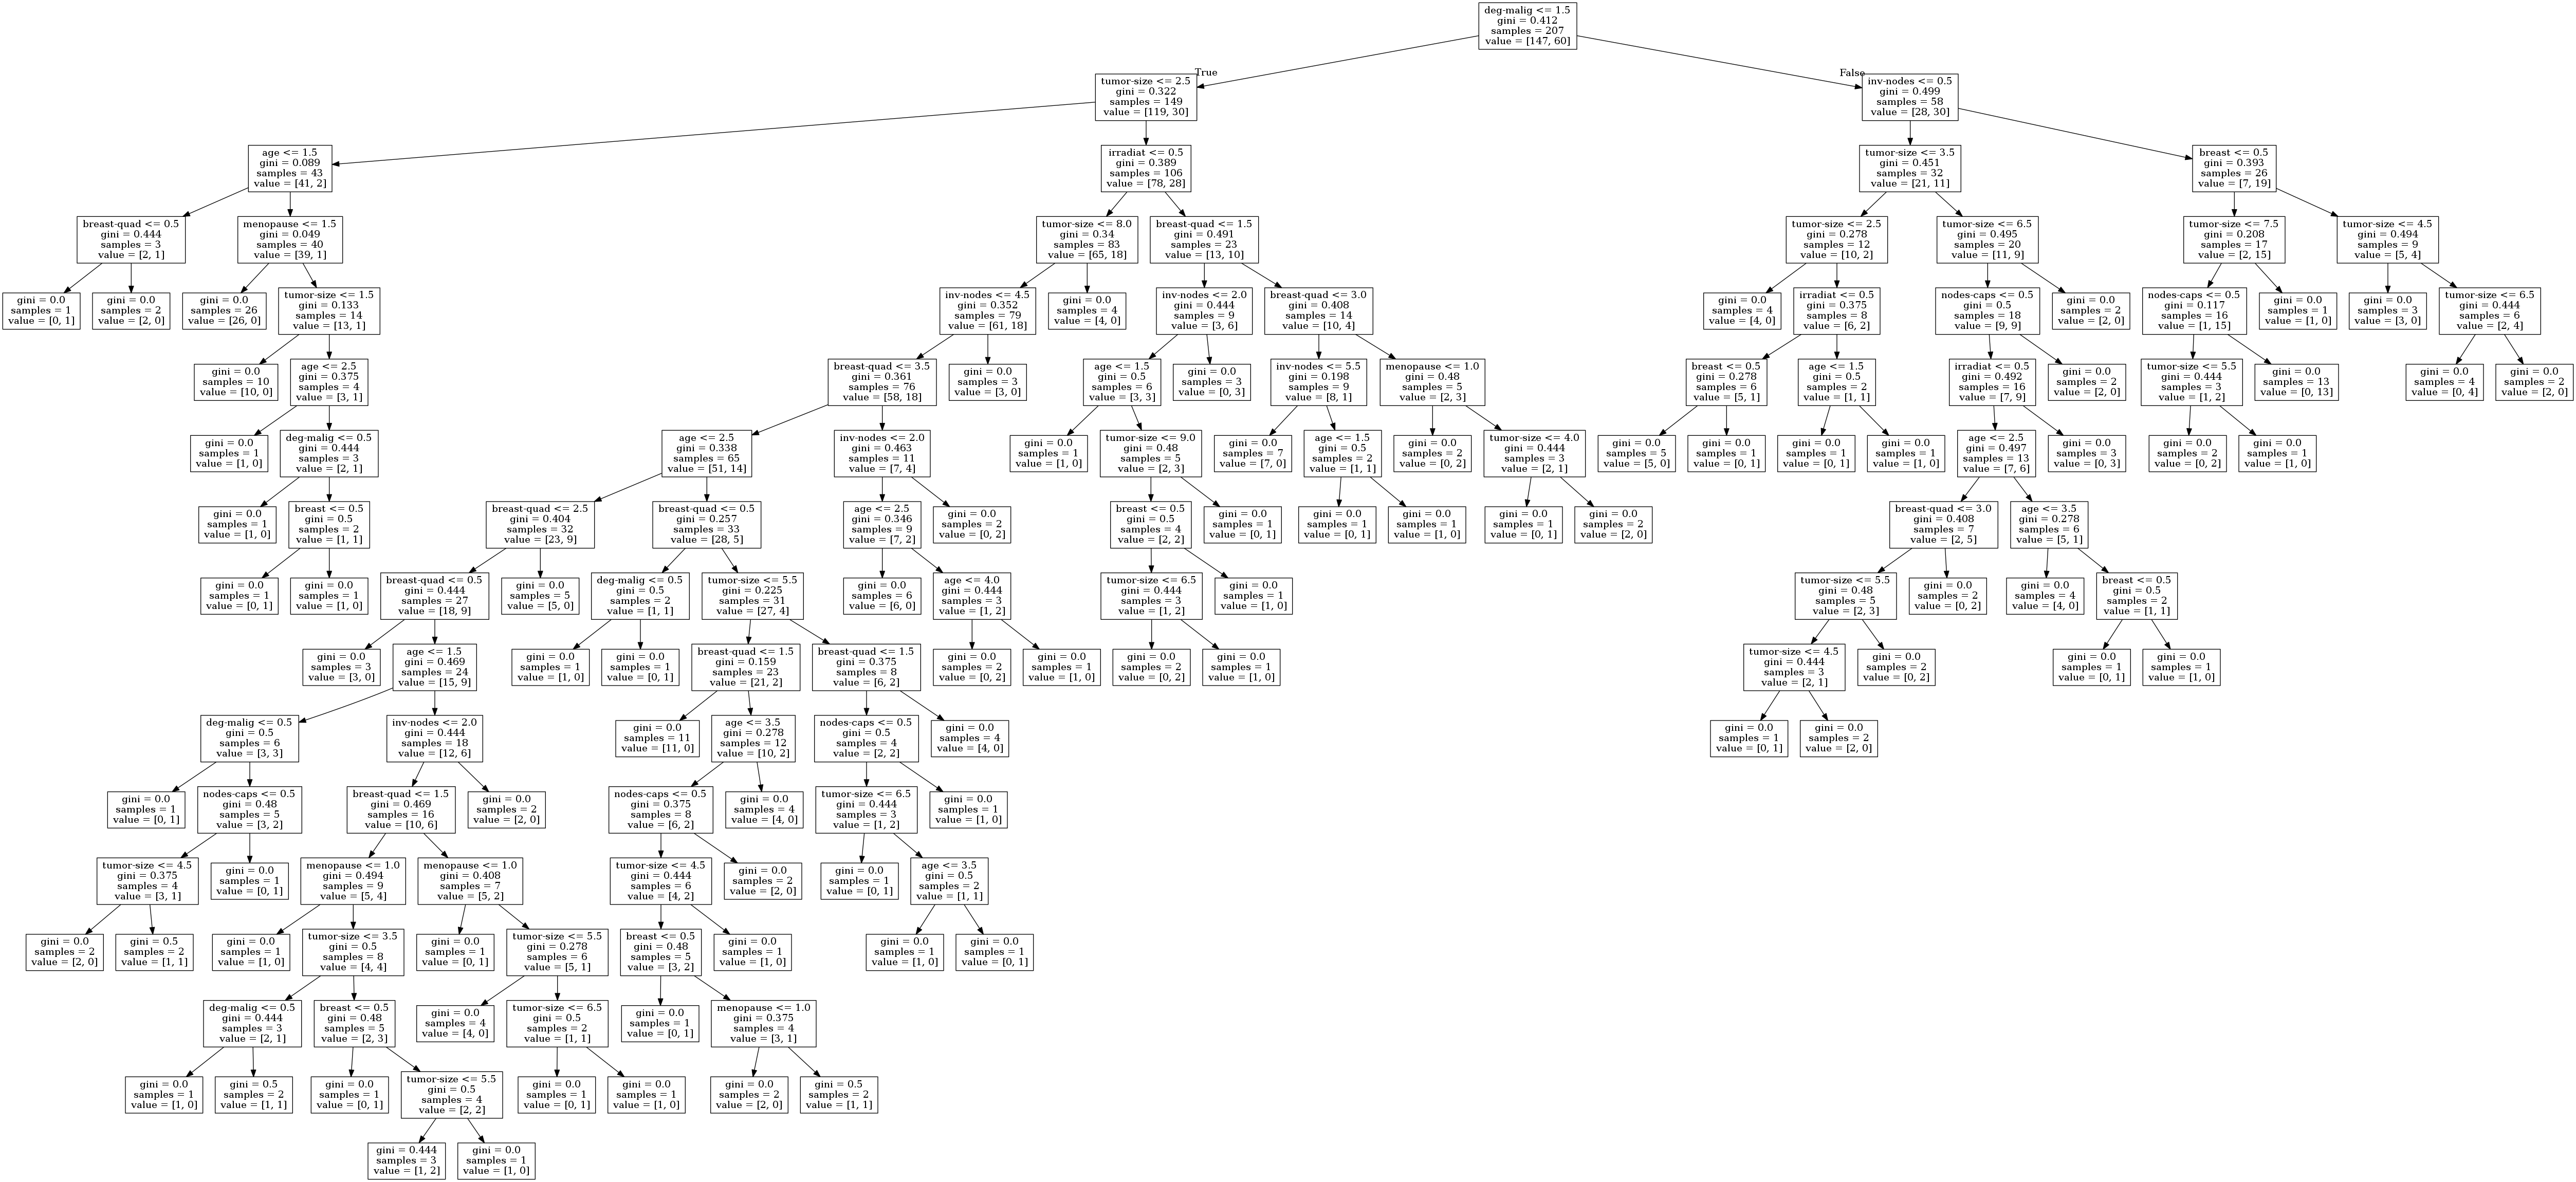 deg-malig <= 1.5
gini = 0.412
samples = 207
value = [147, 60]
True
False
tumor-size <= 2.5
gini = 0.322
samples = 149
value = [119, 30]
inv-nodes <= 0.5
gini = 0.499
samples = 58
value = [28, 30]
age <= 1.5
gini = 0.089
samples = 43
value = [41, 2]
irradiat <= 0.5
gini = 0.389
samples = 106
value = [78, 28]
tumor-size <= 3.5
gini = 0.451
samples = 32
value = [21, 11]
breast <= 0.5
gini = 0.393
samples = 26
value = [7, 19]
breast-quad <= 0.5
gini = 0.444
samples = 3
value = [2, 1]
menopause <= 1.5
gini = 0.049
samples = 40
value = [39, 1]
tumor-size <= 8.0
gini = 0.34
samples = 83
value = [65, 18]
breast-quad <= 1.5
gini = 0.491
samples = 23
value = [13, 10]
tumor-size <= 2.5
gini = 0.278
samples = 12
value = [10, 2]
tumor-size <= 6.5
gini = 0.495
samples = 20
value = [11, 9]
tumor-size <= 7.5
gini = 0.208
samples = 17
value = [2, 15]
tumor-size <= 4.5
gini = 0.494
samples = 9
value = [5, 4]
gini = 0.0
samples = 1
value = [0, 1]
gini = 0.0
samples = 2
value = [2, 0]
gini = 0.0
samples = 26
value = [26, 0]
tumor-size <= 1.5
gini = 0.133
samples = 14
value = [13, 1]
inv-nodes <= 4.5
gini = 0.352
samples = 79
value = [61, 18]
gini = 0.0
samples = 4
value = [4, 0]
inv-nodes <= 2.0
gini = 0.444
samples = 9
value = [3, 6]
breast-quad <= 3.0
gini = 0.408
samples = 14
value = [10, 4]
gini = 0.0
samples = 4
value = [4, 0]
irradiat <= 0.5
gini = 0.375
samples = 8
value = [6, 2]
nodes-caps <= 0.5
gini = 0.5
samples = 18
value = [9, 9]
gini = 0.0
samples = 2
value = [2, 0]
nodes-caps <= 0.5
gini = 0.117
samples = 16
value = [1, 15]
gini = 0.0
samples = 1
value = [1, 0]
gini = 0.0
samples = 3
value = [3, 0]
tumor-size <= 6.5
gini = 0.444
samples = 6
value = [2, 4]
gini = 0.0
samples = 10
value = [10, 0]
age <= 2.5
gini = 0.375
samples = 4
value = [3, 1]
breast-quad <= 3.5
gini = 0.361
samples = 76
value = [58, 18]
gini = 0.0
samples = 3
value = [3, 0]
age <= 1.5
gini = 0.5
samples = 6
value = [3, 3]
gini = 0.0
samples = 3
value = [0, 3]
inv-nodes <= 5.5
gini = 0.198
samples = 9
value = [8, 1]
menopause <= 1.0
gini = 0.48
samples = 5
value = [2, 3]
breast <= 0.5
gini = 0.278
samples = 6
value = [5, 1]
age <= 1.5
gini = 0.5
samples = 2
value = [1, 1]
irradiat <= 0.5
gini = 0.492
samples = 16
value = [7, 9]
gini = 0.0
samples = 2
value = [2, 0]
tumor-size <= 5.5
gini = 0.444
samples = 3
value = [1, 2]
gini = 0.0
samples = 13
value = [0, 13]
gini = 0.0
samples = 4
value = [0, 4]
gini = 0.0
samples = 2
value = [2, 0]
gini = 0.0
samples = 1
value = [1, 0]
deg-malig <= 0.5
gini = 0.444
samples = 3
value = [2, 1]
age <= 2.5
gini = 0.338
samples = 65
value = [51, 14]
inv-nodes <= 2.0
gini = 0.463
samples = 11
value = [7, 4]
gini = 0.0
samples = 1
value = [1, 0]
tumor-size <= 9.0
gini = 0.48
samples = 5
value = [2, 3]
gini = 0.0
samples = 7
value = [7, 0]
age <= 1.5
gini = 0.5
samples = 2
value = [1, 1]
gini = 0.0
samples = 2
value = [0, 2]
tumor-size <= 4.0
gini = 0.444
samples = 3
value = [2, 1]
gini = 0.0
samples = 5
value = [5, 0]
gini = 0.0
samples = 1
value = [0, 1]
gini = 0.0
samples = 1
value = [0, 1]
gini = 0.0
samples = 1
value = [1, 0]
age <= 2.5
gini = 0.497
samples = 13
value = [7, 6]
gini = 0.0
samples = 3
value = [0, 3]
gini = 0.0
samples = 2
value = [0, 2]
gini = 0.0
samples = 1
value = [1, 0]
gini = 0.0
samples = 1
value = [1, 0]
breast <= 0.5
gini = 0.5
samples = 2
value = [1, 1]
breast-quad <= 2.5
gini = 0.404
samples = 32
value = [23, 9]
breast-quad <= 0.5
gini = 0.257
samples = 33
value = [28, 5]
age <= 2.5
gini = 0.346
samples = 9
value = [7, 2]
gini = 0.0
samples = 2
value = [0, 2]
breast <= 0.5
gini = 0.5
samples = 4
value = [2, 2]
gini = 0.0
samples = 1
value = [0, 1]
gini = 0.0
samples = 1
value = [0, 1]
gini = 0.0
samples = 1
value = [1, 0]
gini = 0.0
samples = 1
value = [0, 1]
gini = 0.0
samples = 2
value = [2, 0]
breast-quad <= 3.0
gini = 0.408
samples = 7
value = [2, 5]
age <= 3.5
gini = 0.278
samples = 6
value = [5, 1]
gini = 0.0
samples = 1
value = [0, 1]
gini = 0.0
samples = 1
value = [1, 0]
breast-quad <= 0.5
gini = 0.444
samples = 27
value = [18, 9]
gini = 0.0
samples = 5
value = [5, 0]
deg-malig <= 0.5
gini = 0.5
samples = 2
value = [1, 1]
tumor-size <= 5.5
gini = 0.225
samples = 31
value = [27, 4]
gini = 0.0
samples = 6
value = [6, 0]
age <= 4.0
gini = 0.444
samples = 3
value = [1, 2]
tumor-size <= 6.5
gini = 0.444
samples = 3
value = [1, 2]
gini = 0.0
samples = 1
value = [1, 0]
tumor-size <= 5.5
gini = 0.48
samples = 5
value = [2, 3]
gini = 0.0
samples = 2
value = [0, 2]
gini = 0.0
samples = 4
value = [4, 0]
breast <= 0.5
gini = 0.5
samples = 2
value = [1, 1]
gini = 0.0
samples = 3
value = [3, 0]
age <= 1.5
gini = 0.469
samples = 24
value = [15, 9]
gini = 0.0
samples = 1
value = [1, 0]
gini = 0.0
samples = 1
value = [0, 1]
breast-quad <= 1.5
gini = 0.159
samples = 23
value = [21, 2]
breast-quad <= 1.5
gini = 0.375
samples = 8
value = [6, 2]
gini = 0.0
samples = 2
value = [0, 2]
gini = 0.0
samples = 1
value = [1, 0]
gini = 0.0
samples = 2
value = [0, 2]
gini = 0.0
samples = 1
value = [1, 0]
tumor-size <= 4.5
gini = 0.444
samples = 3
value = [2, 1]
gini = 0.0
samples = 2
value = [0, 2]
gini = 0.0
samples = 1
value = [0, 1]
gini = 0.0
samples = 1
value = [1, 0]
deg-malig <= 0.5
gini = 0.5
samples = 6
value = [3, 3]
inv-nodes <= 2.0
gini = 0.444
samples = 18
value = [12, 6]
gini = 0.0
samples = 11
value = [11, 0]
age <= 3.5
gini = 0.278
samples = 12
value = [10, 2]
nodes-caps <= 0.5
gini = 0.5
samples = 4
value = [2, 2]
gini = 0.0
samples = 4
value = [4, 0]
gini = 0.0
samples = 1
value = [0, 1]
gini = 0.0
samples = 2
value = [2, 0]
gini = 0.0
samples = 1
value = [0, 1]
nodes-caps <= 0.5
gini = 0.48
samples = 5
value = [3, 2]
breast-quad <= 1.5
gini = 0.469
samples = 16
value = [10, 6]
gini = 0.0
samples = 2
value = [2, 0]
nodes-caps <= 0.5
gini = 0.375
samples = 8
value = [6, 2]
gini = 0.0
samples = 4
value = [4, 0]
tumor-size <= 6.5
gini = 0.444
samples = 3
value = [1, 2]
gini = 0.0
samples = 1
value = [1, 0]
tumor-size <= 4.5
gini = 0.375
samples = 4
value = [3, 1]
gini = 0.0
samples = 1
value = [0, 1]
menopause <= 1.0
gini = 0.494
samples = 9
value = [5, 4]
menopause <= 1.0
gini = 0.408
samples = 7
value = [5, 2]
tumor-size <= 4.5
gini = 0.444
samples = 6
value = [4, 2]
gini = 0.0
samples = 2
value = [2, 0]
gini = 0.0
samples = 1
value = [0, 1]
age <= 3.5
gini = 0.5
samples = 2
value = [1, 1]
gini = 0.0
samples = 2
value = [2, 0]
gini = 0.5
samples = 2
value = [1, 1]
gini = 0.0
samples = 1
value = [1, 0]
tumor-size <= 3.5
gini = 0.5
samples = 8
value = [4, 4]
gini = 0.0
samples = 1
value = [0, 1]
tumor-size <= 5.5
gini = 0.278
samples = 6
value = [5, 1]
breast <= 0.5
gini = 0.48
samples = 5
value = [3, 2]
gini = 0.0
samples = 1
value = [1, 0]
gini = 0.0
samples = 1
value = [1, 0]
gini = 0.0
samples = 1
value = [0, 1]
deg-malig <= 0.5
gini = 0.444
samples = 3
value = [2, 1]
breast <= 0.5
gini = 0.48
samples = 5
value = [2, 3]
gini = 0.0
samples = 4
value = [4, 0]
tumor-size <= 6.5
gini = 0.5
samples = 2
value = [1, 1]
gini = 0.0
samples = 1
value = [0, 1]
menopause <= 1.0
gini = 0.375
samples = 4
value = [3, 1]
gini = 0.0
samples = 1
value = [1, 0]
gini = 0.5
samples = 2
value = [1, 1]
gini = 0.0
samples = 1
value = [0, 1]
tumor-size <= 5.5
gini = 0.5
samples = 4
value = [2, 2]
gini = 0.0
samples = 1
value = [0, 1]
gini = 0.0
samples = 1
value = [1, 0]
gini = 0.0
samples = 2
value = [2, 0]
gini = 0.5
samples = 2
value = [1, 1]
gini = 0.444
samples = 3
value = [1, 2]
gini = 0.0
samples = 1
value = [1, 0]